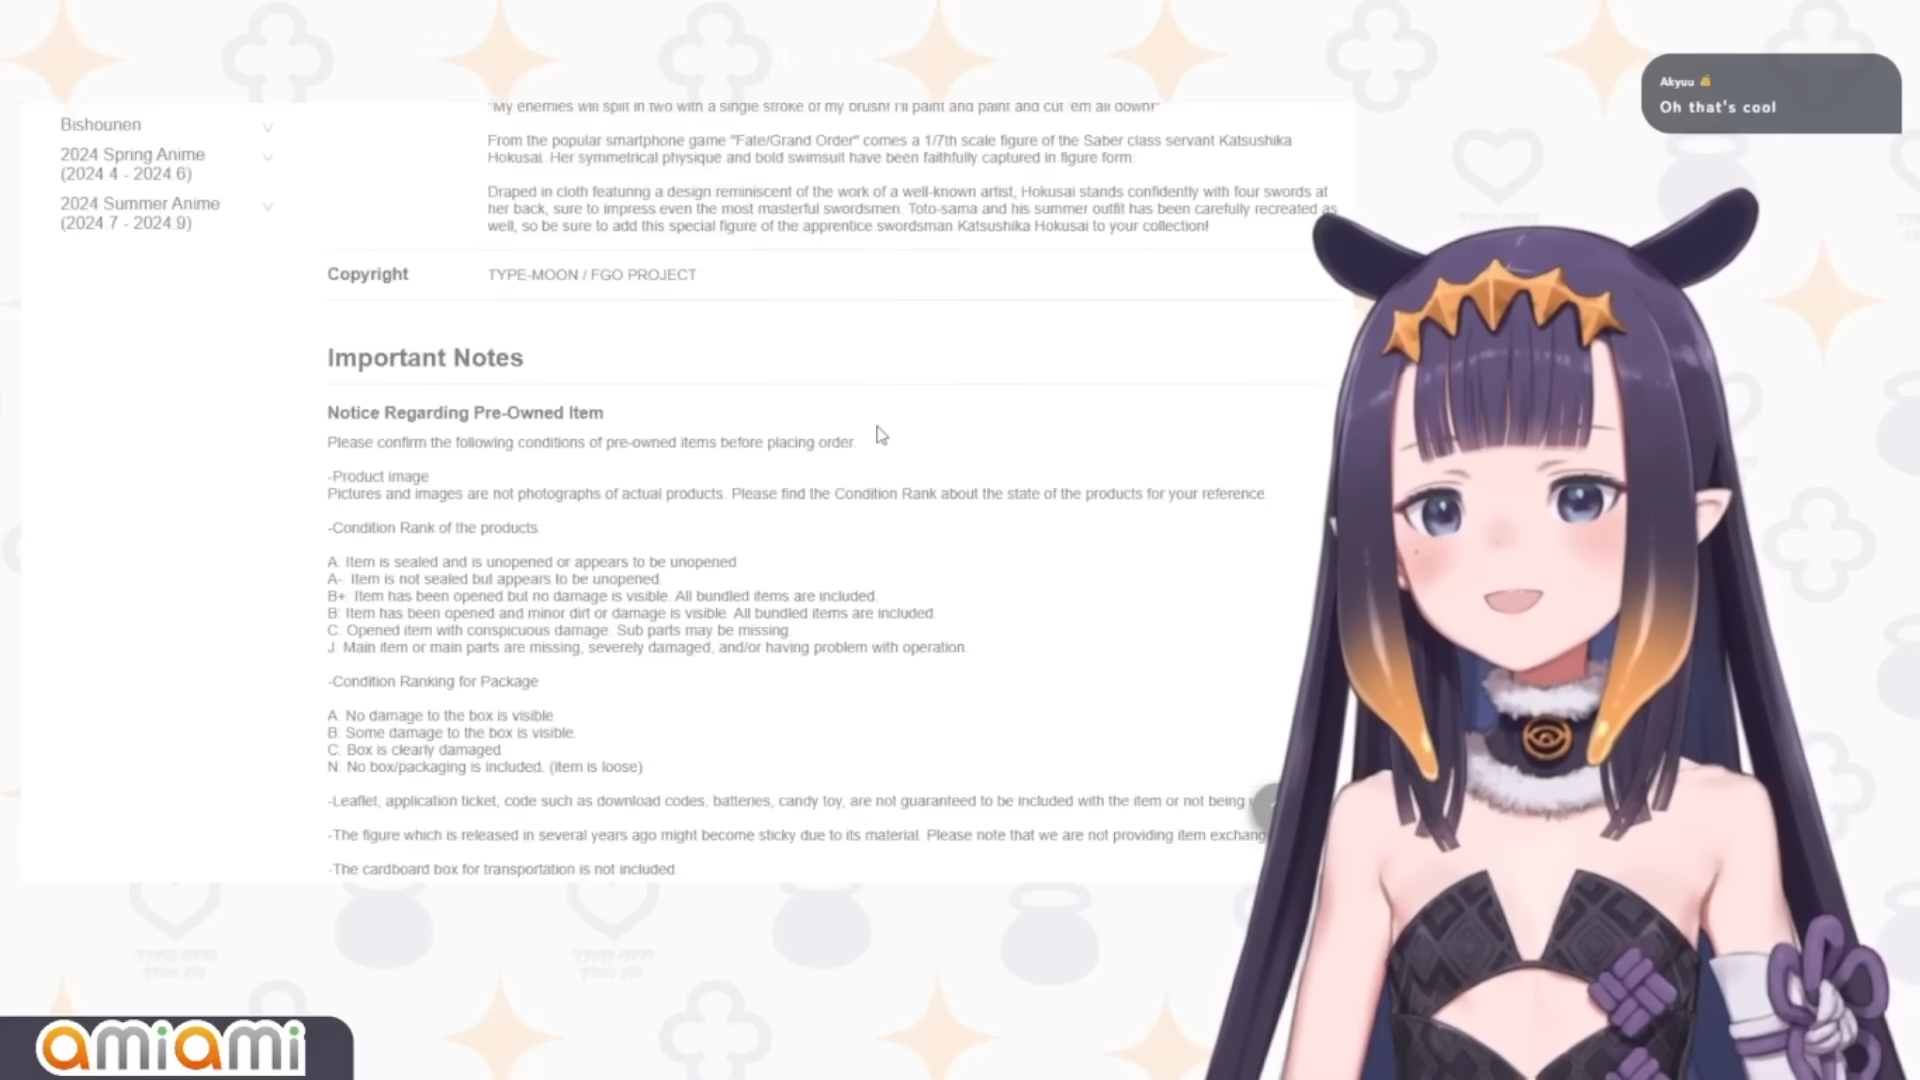 "My enemies will split in two with a single stroke of my brush! I'll paint and paint and cut 'em all down!"
Bishounen
2024 Spring Anime
(2024.4 - 2024.6)
2024 Summer Anime
(2024.7 - 2024.9)
From the popular smartphone game "Fate/Grand Order" comes a 1/7th scale figure of the Saber class servant Katsushika
Hokusai. Her symmetrical physique and bold swimsuit have been faithfully captured in figure form.
Draped in cloth featuring a design reminiscent of the work of a well-known artist, Hokusai stands confidently with four swords at
her back, sure to impress even the most masterful swordsmen. Toto-sama and his summer outfit has been carefully recreated as
well, so be sure to add this special figure of the apprentice swordsman Katsushika Hokusai to your collection!
Copyright TYPE-MOON / FGO PROJECT
Important Notes
Notice Regarding Pre-Owned Item
Please confirm the following conditions of pre-owned items before placing order.
-Product image
Pictures and images are not photographs of actual products. Please find the Condition Rank about the state of the products for your reference.
-Condition Rank of the products.
A: Item is sealed and is unopened or appears to be unopened.
A-: Item is not sealed but appears to be unopened.
B+: Item has been opened but no damage is visible. All bundled items are included.
B: Item has been opened and minor dirt or damage is visible. All bundled items are included.
C: Opened item with conspicuous damage. Sub parts may be missing.
J: Main item or main parts are missing, severely damaged, and/or having problem with operation.
-Condition Ranking for Package
A: No damage to the box is visible.
B: Some damage to the box is visible.
C: Box is clearly damaged.
N: No box/packaging is included. (item is loose)
-Leaflet, application ticket, code such as download codes, batteries, candy toy, are not guaranteed to be included with the item or not being
-The figure which is released in several years ago might become sticky due to its material. Please note that we are not providing item exchang
-The cardboard box for transportation is not included.
Akyuu
Oh that's cool
amiami